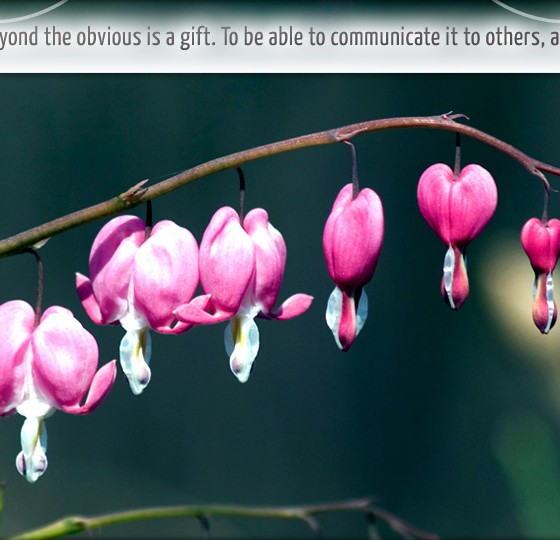 yond the obvious is a gift. To be able to communicate it to others, a